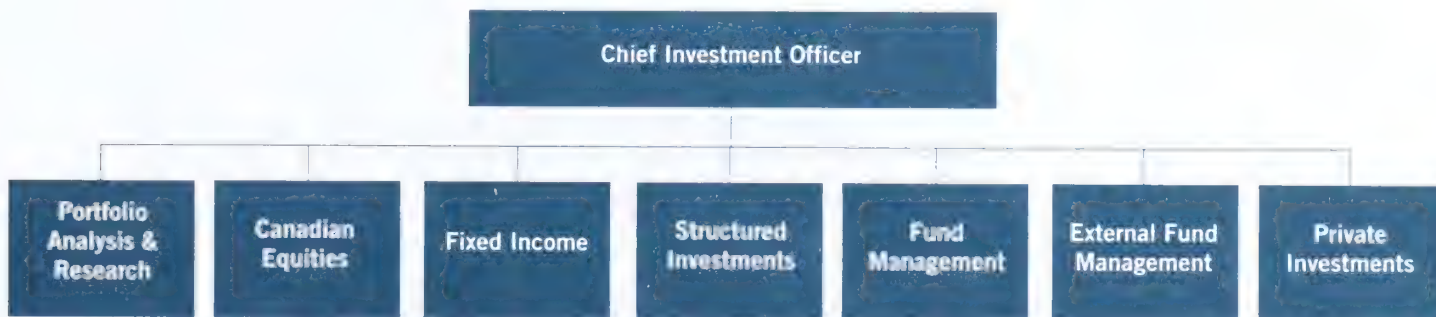 Chief Investment Officer
Portfolio
Analysis &
Research
Canadian
Equities
Fixed Income
Structured
Investments
Fund
Management
External Fund
Management
Private
Investments